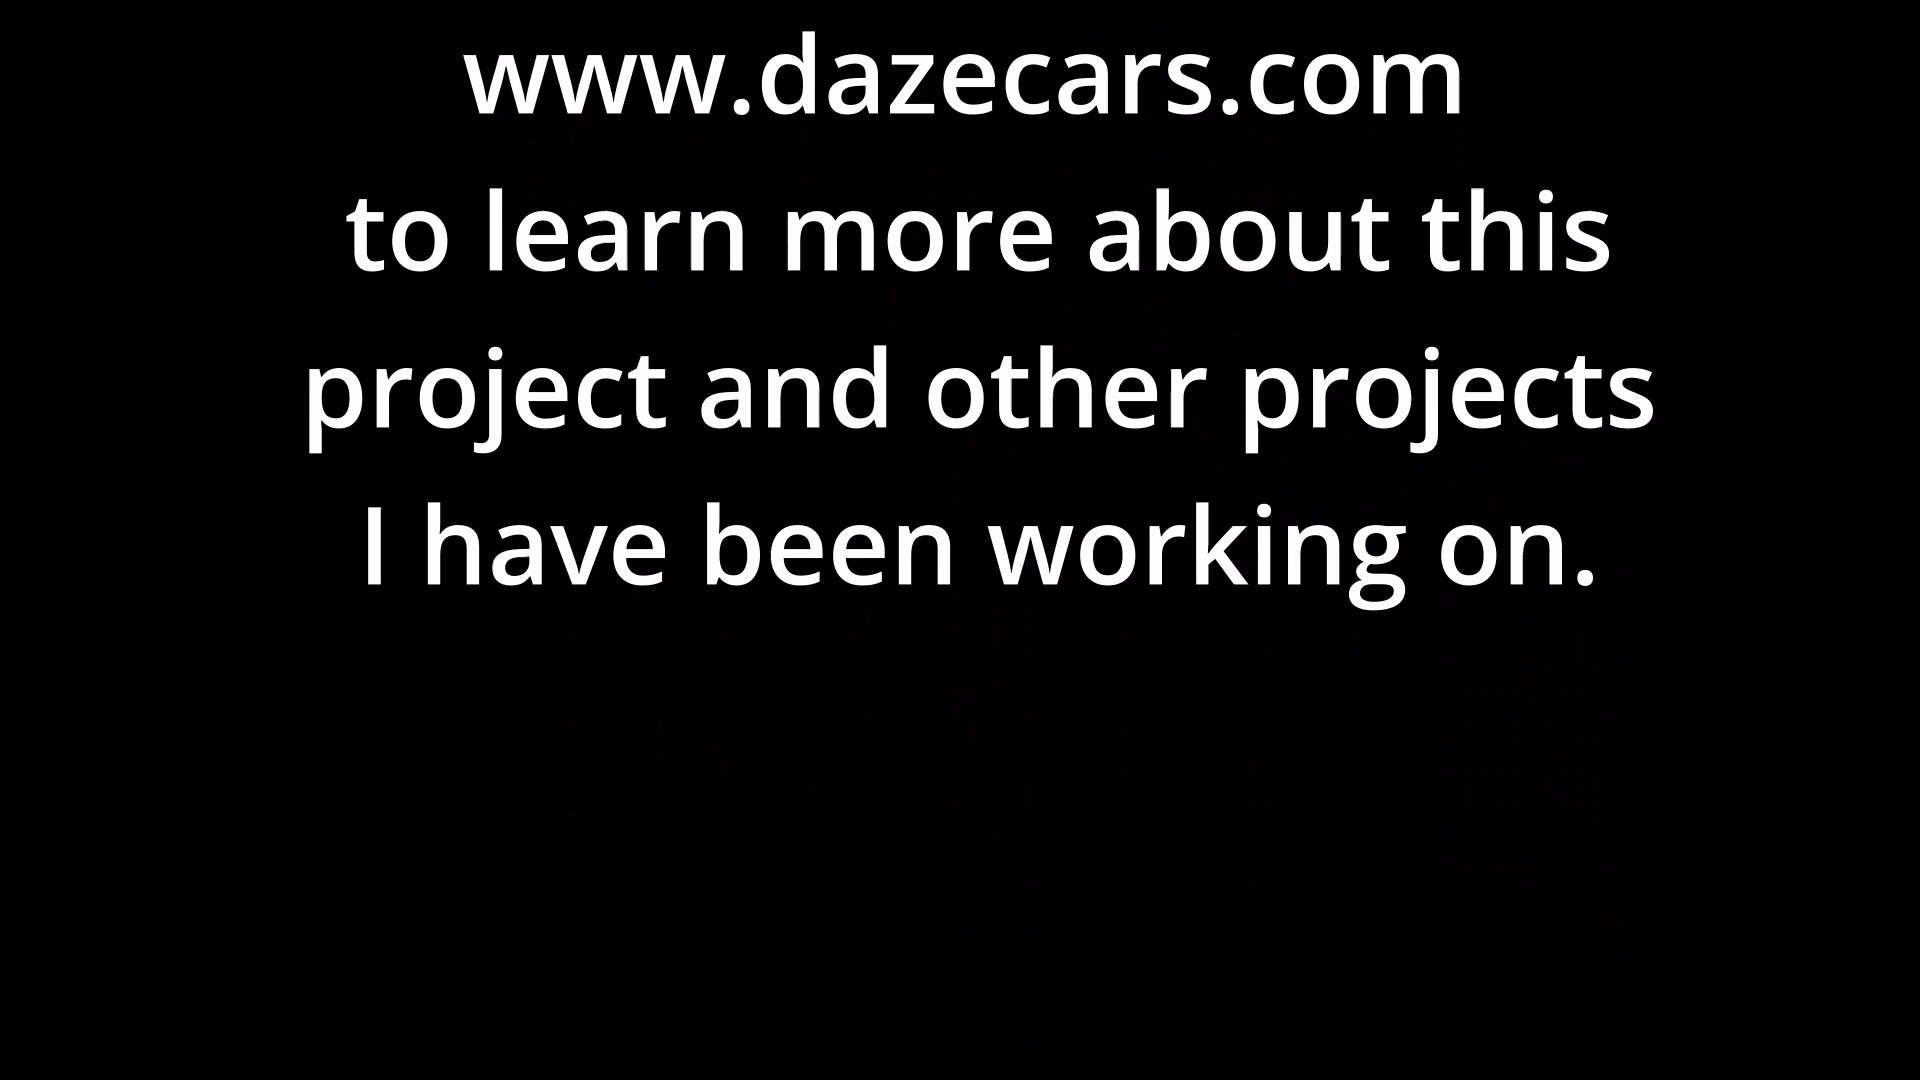 www.dazecars.com
to learn more about this
project and other projects
I have been working on.